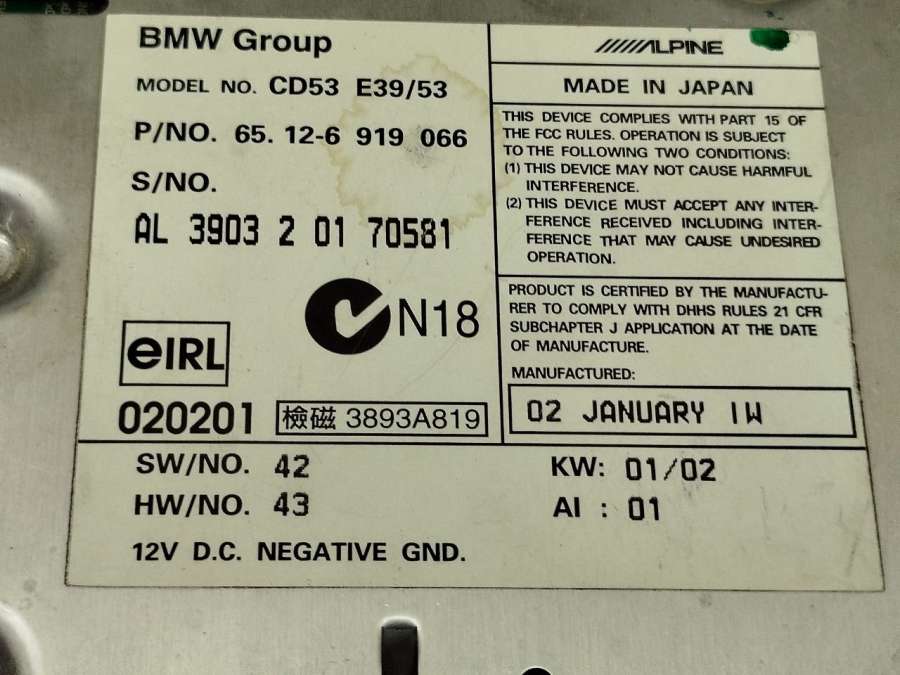 BMW Group
MODEL NO. CD53 E39/53
P/NO. 65. 12-6 919 066
S/NO.
AL 3903 2 01 70581
N18
eIRL
020201
檢磁 3893A819
ALPINE
MADE IN JAPAN
THIS DEVICE COMPLIES WITH PART 15 OF
THE FCC RULES. OPERATION IS SUBJECT
TO THE FOLLOWING TWO CONDITIONS:
(1) THIS DEVICE MAY NOT CAUSE HARMFUL
INTERFERENCE.
(2) THIS DEVICE MUST ACCEPT ANY INTER-
FERENCE RECEIVED INCLUDING INTER-
FERENCE THAT MAY CAUSE UNDESIRED
OPERATION.
PRODUCT IS CERTIFIED BY THE MANUFACTU-
RER TO COMPLY WITH DHHS RULES 21 CFR
SUBCHAPTER J APPLICATION AT THE DATE
OF MANUFACTURE.
MANUFACTURED:
02 JANUARY IW
SW/NO. 42
HW/NO. 43
12V D.C. NEGATIVE GND.
KW: 01/02
AI : 01